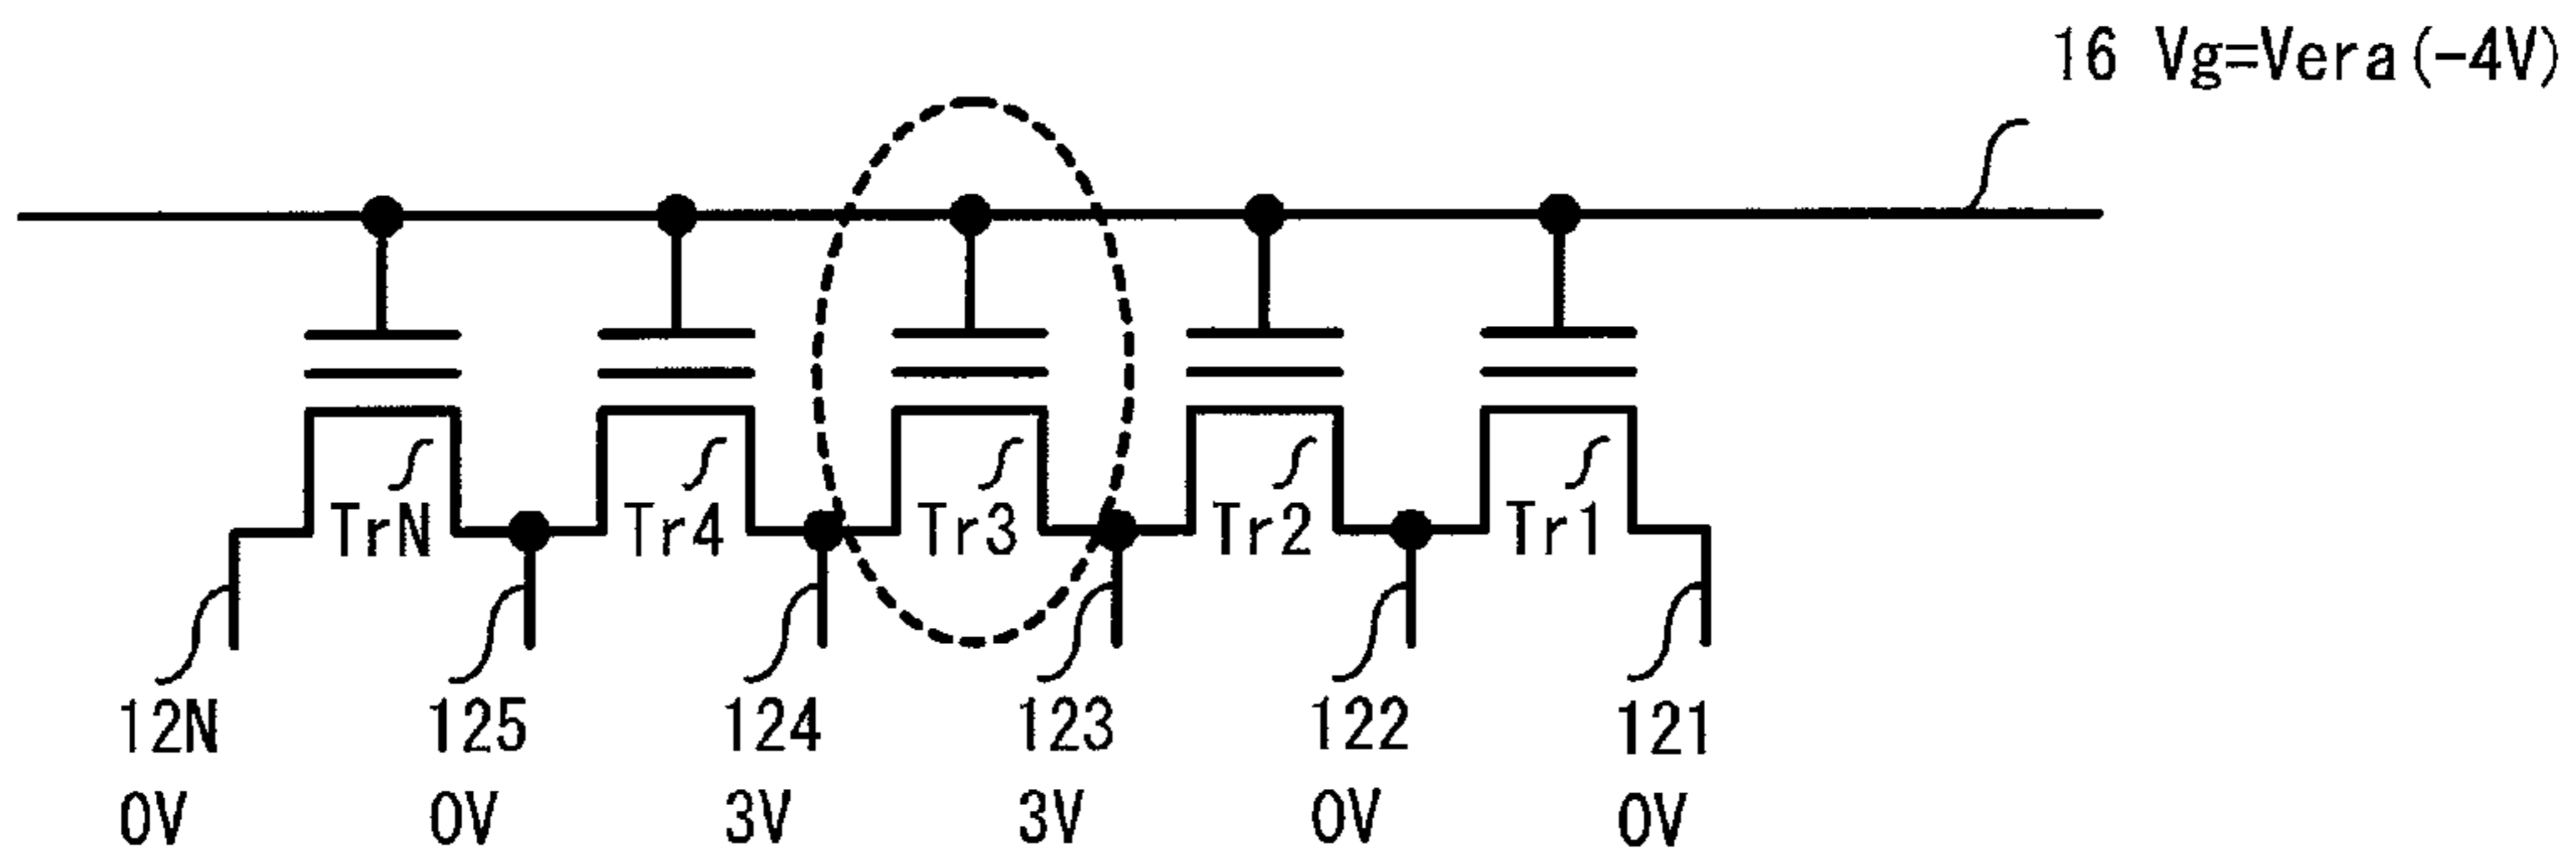 16 Vg=Vera(-4V)
TrN Tr4 Tr3 Tr2 Tr1
12N 125 124 123 122 121
0V 0V 3V 3V 0V 0V